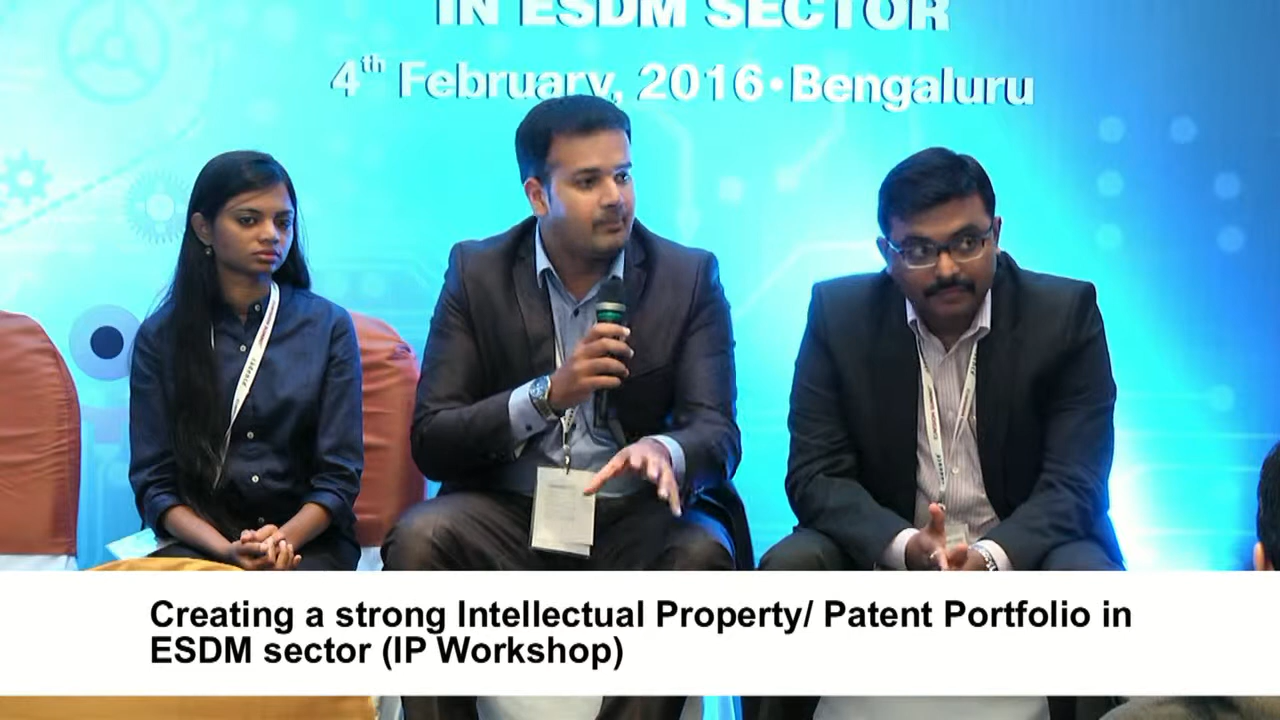 IN ESDM SECTOR
4th February, 2016 • Bengaluru
Creating a strong Intellectual Property/ Patent Portfolio in
ESDM sector (IP Workshop)